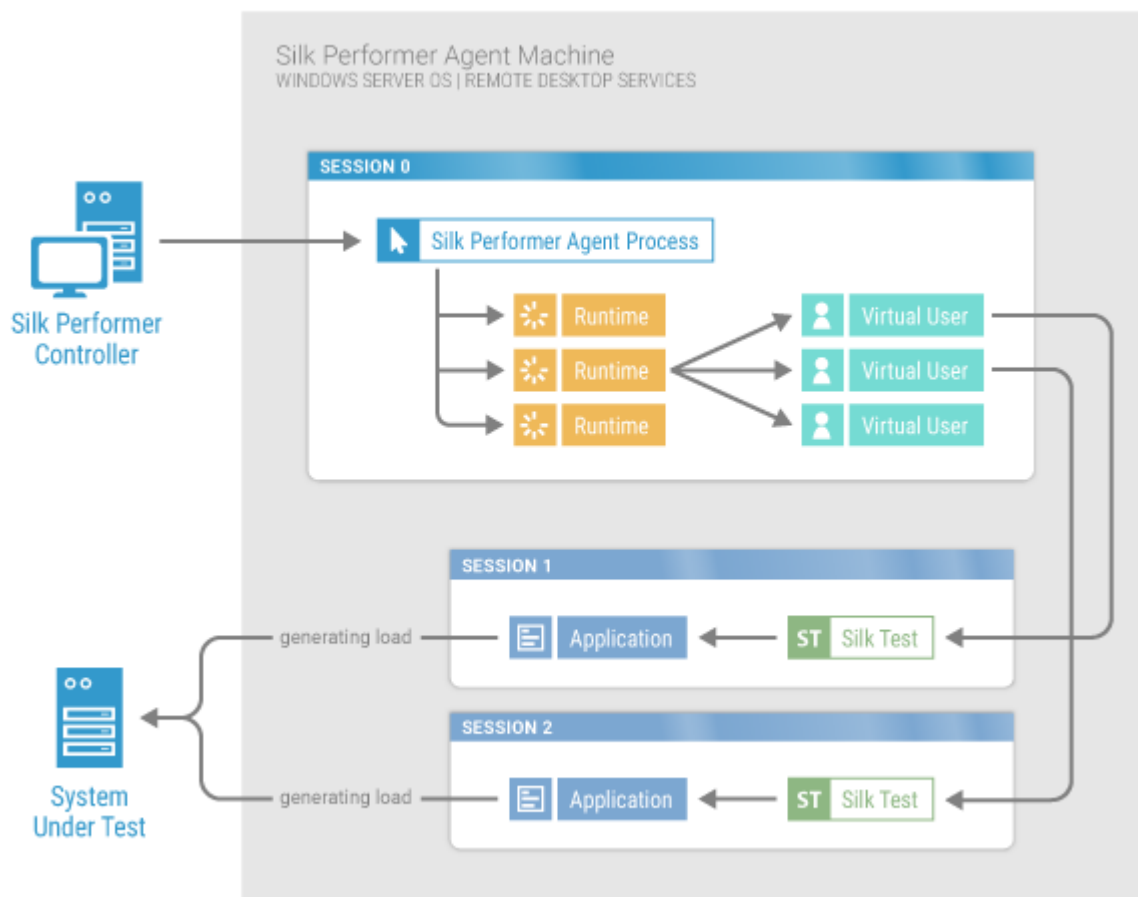 Silk Performer Agent Machine
WINDOWS SERVER OS | REMOTE DESKTOP SERVICES
SESSION 0
Silk Performer Agent Process
Silk Performer
Controller
Runtime
Virtual User
Runtime
Virtual User
Runtime
Virtual User
SESSION 1
generating load
Application
ST Silk Test
SESSION 2
generating load
Application
ST Silk Test
System
Under Test